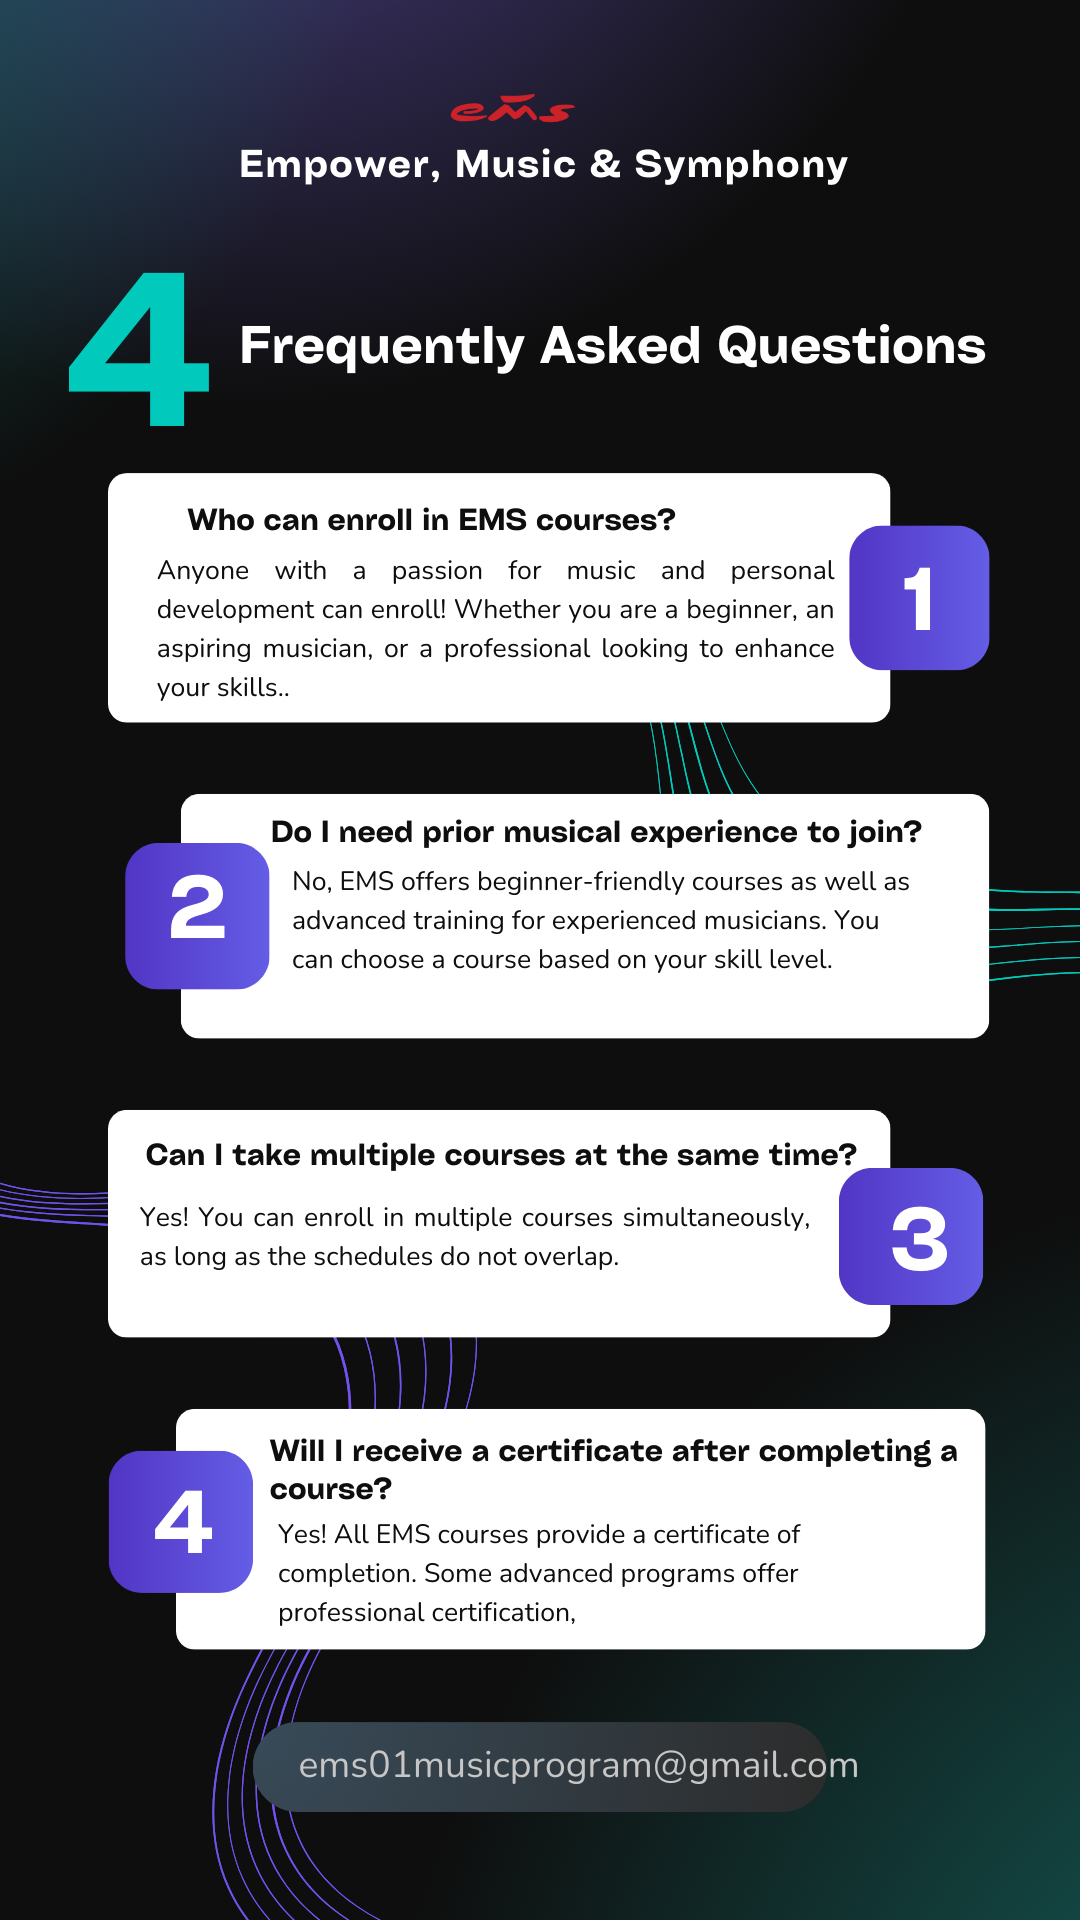 ems
Empower, Music & Symphony
4
Frequently Asked Questions
Who can enroll in EMS courses?
Anyone with a passion for music and personal
development can enroll! Whether you are a beginner, an
aspiring musician, or a professional looking to enhance
your skills..
1
Do I need prior musical experience to join?
2
No, EMS offers beginner-friendly courses as well as
advanced training for experienced musicians. You
can choose a course based on your skill level.
Can I take multiple courses at the same time?
Yes! You can enroll in multiple courses simultaneously,
as long as the schedules do not overlap.
3
Will I receive a certificate after completing a
course?
4
Yes! All EMS courses provide a certificate of
completion. Some advanced programs offer
professional certification,
ems01musicprogram@gmail.com